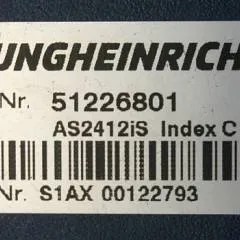 UNGHEINRICH
Nr. 51226801
AS2412iS Index C
Nr. S1AX 00122793